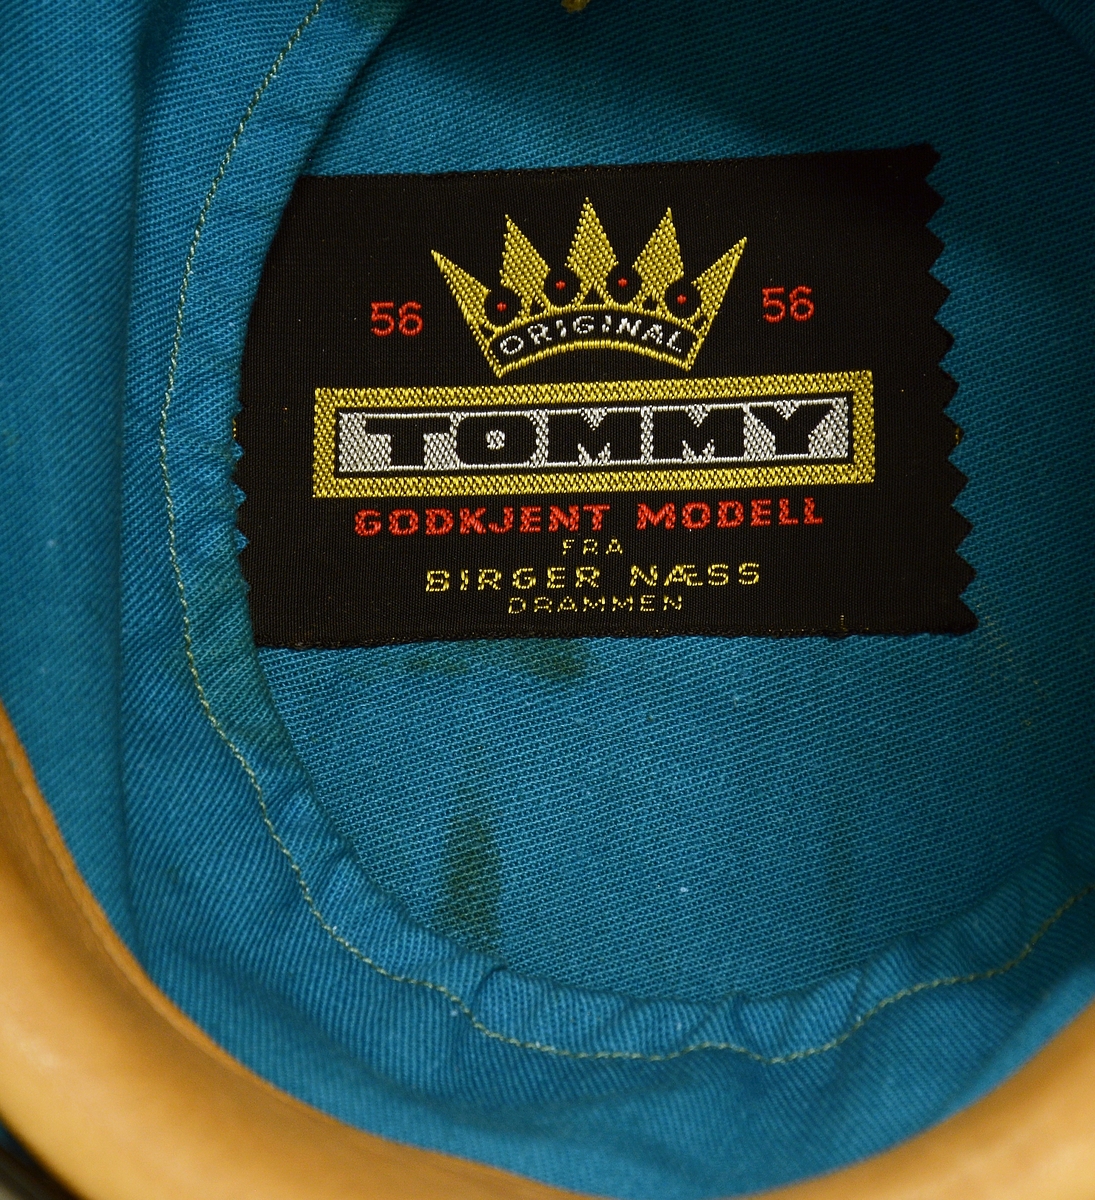 56 56
ORIGINAL
TOMMY
GODKJENT MODELL
FRA
BIRGER NÆSS
DRAMMEN